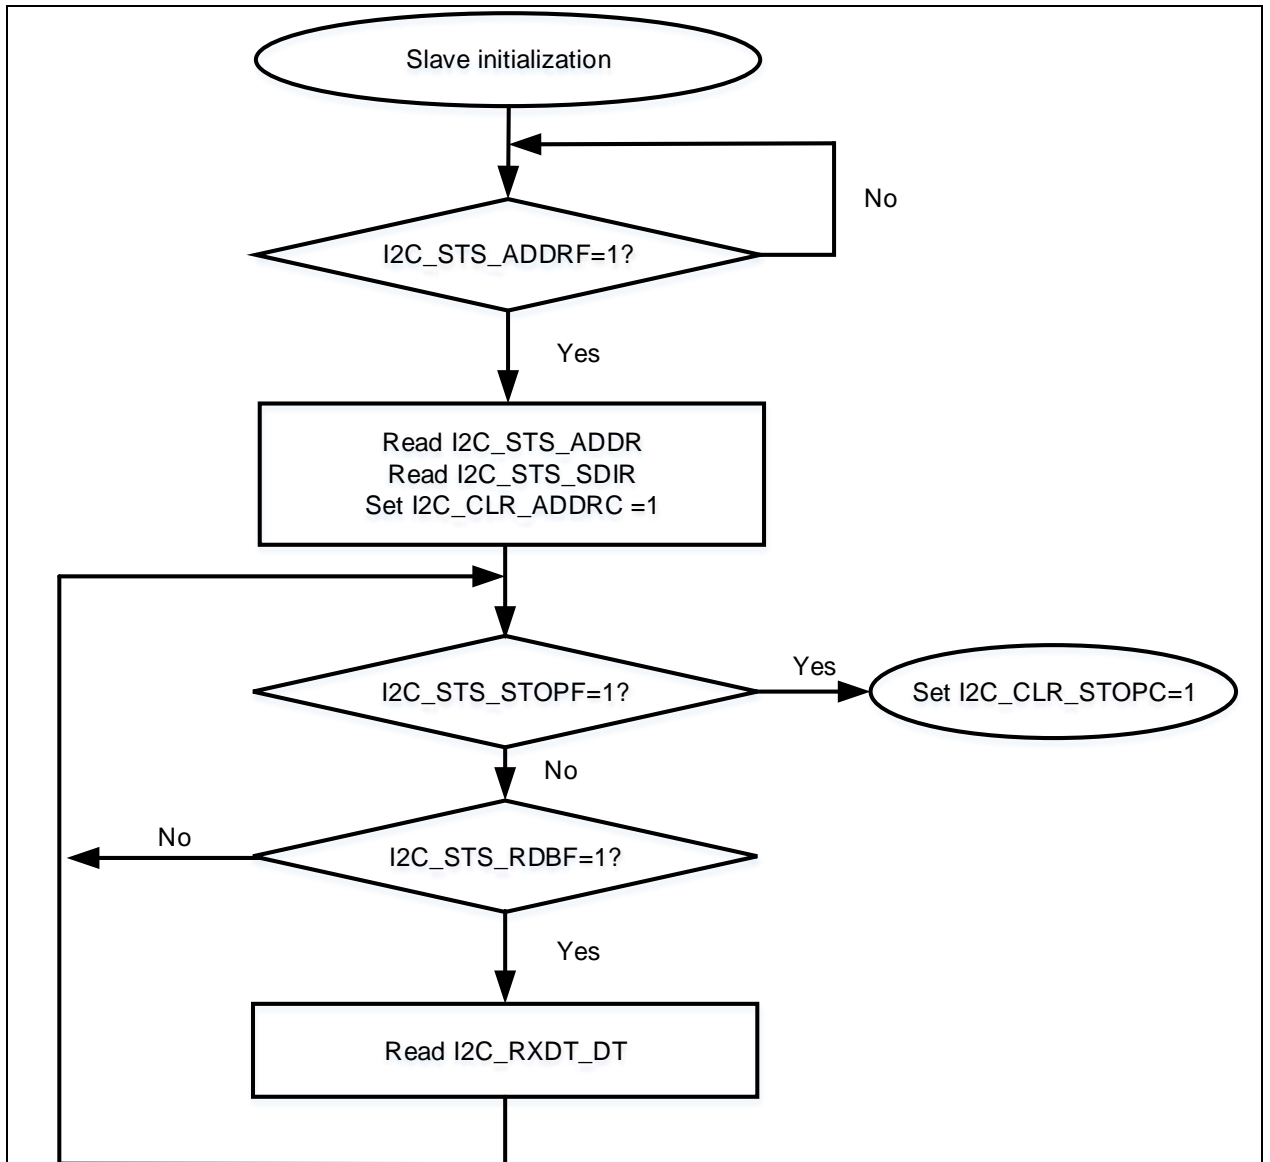 Slave initialization
No
I2C_STS_ADDRF=1?
Yes
Read I2C_STS_ADDR
Read I2C_STS_SDIR
Set I2C_CLR_ADDRC =1
I2C_STS_STOPF=1?
Yes
Set I2C_CLR_STOPC=1
No
No
I2C_STS_RDBF=1?
Yes
Read I2C_RXDT_DT